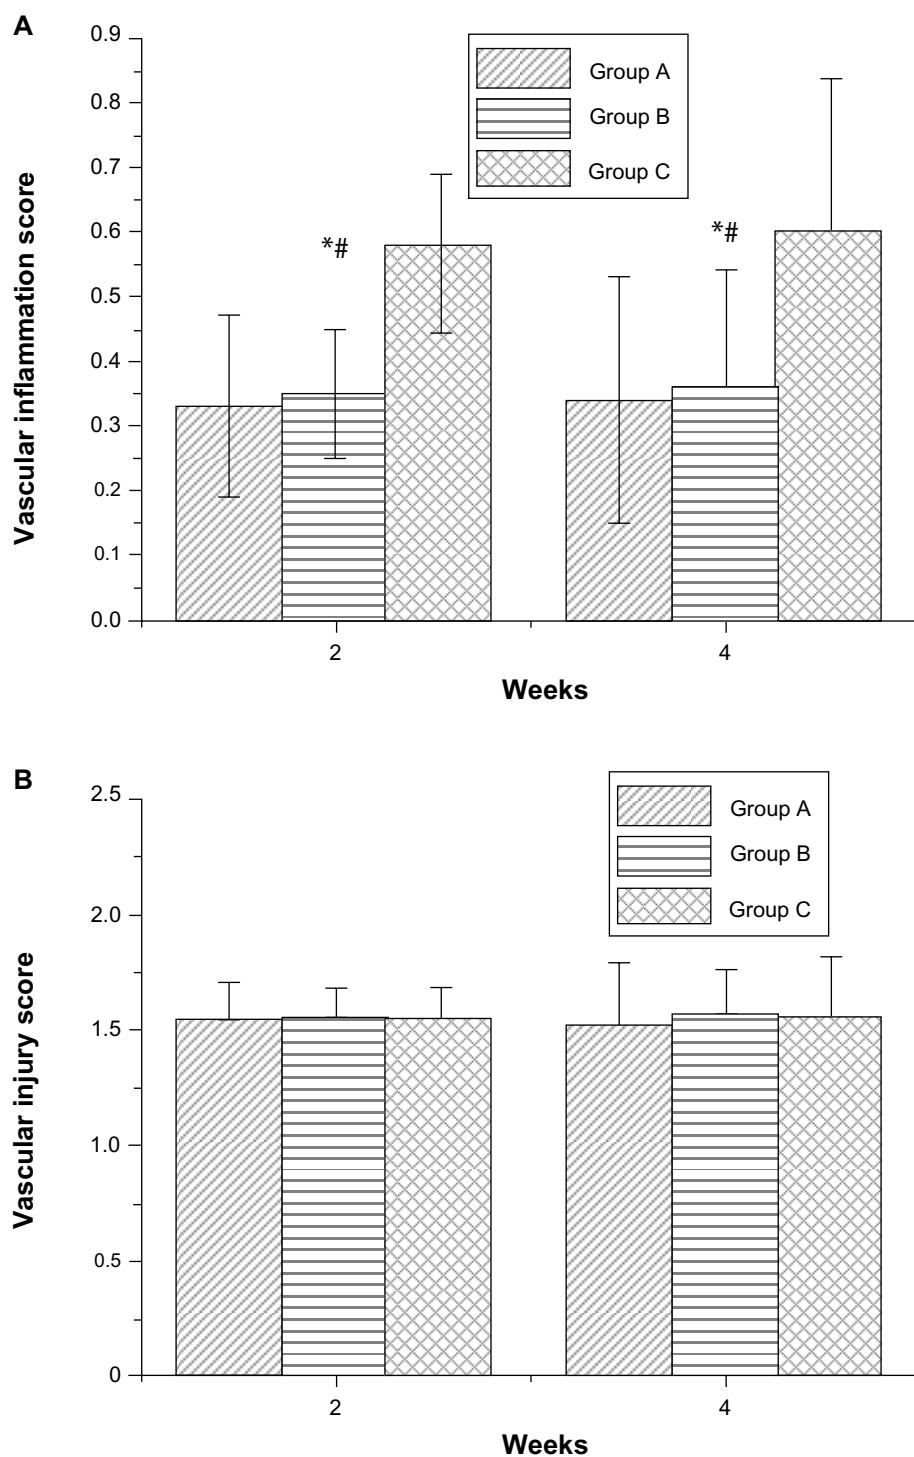 A
Vascular inflammation score
0.9
0.8
0.7
0.6
0.5
0.4
0.3
0.2
0.1
0.0
Group A
Group B
Group C
*#
*#
2
4
Weeks
B
Vascular injury score
2.5
2.0
1.5
1.0
0.5
0
Group A
Group B
Group C
2
4
Weeks